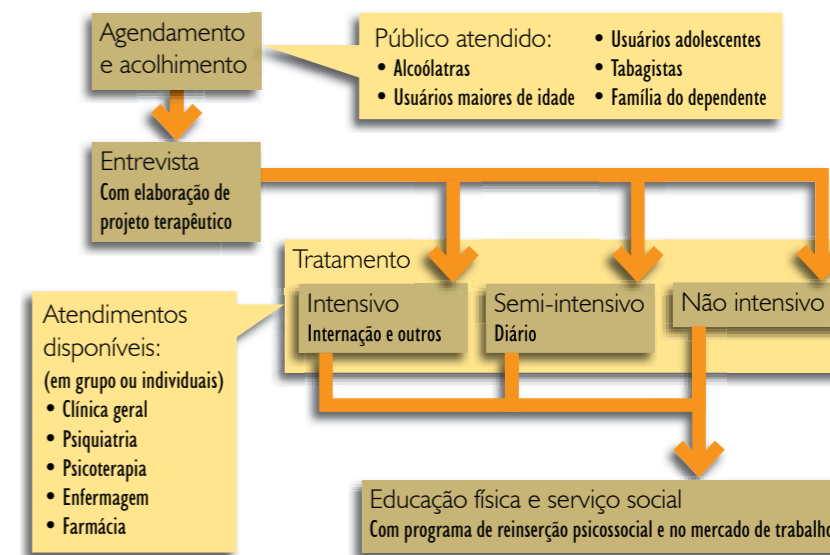 Agendamento
e acolhimento
Público atendido:
• Alcoólatras
• Usuários maiores de idade
• Usuários adolescentes
• Tabagistas
• Família do dependente
Entrevista
Com elaboração de
projeto terapêutico
Tratamento
Intensivo
Internação e outros
Semi-intensivo
Diário
Não intensivo
Atendimentos
disponíveis:
(em grupo ou individuais)
• Clínica geral
• Psiquiatria
• Psicoterapia
• Enfermagem
• Farmácia
Educação física e serviço social
Com programa de reinserção psicossocial e no mercado de trabalho